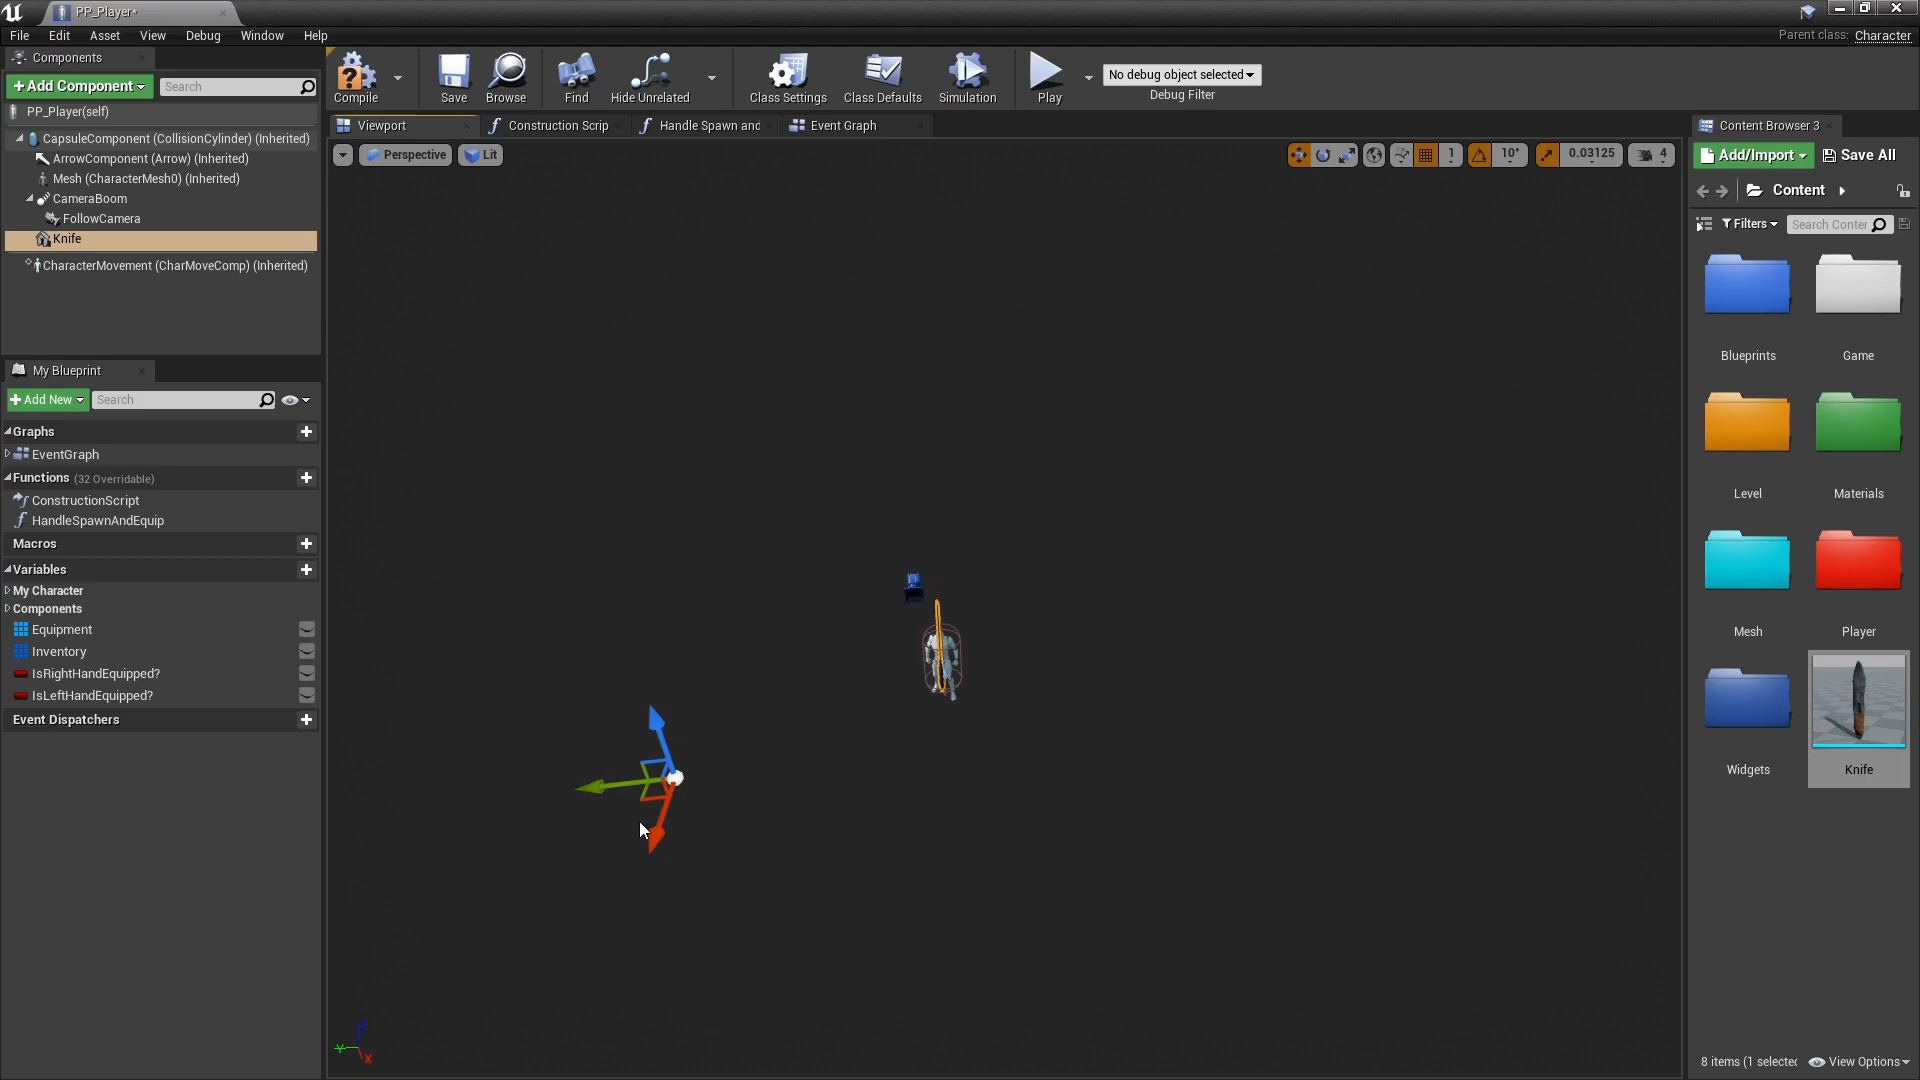 PP_Player*
File Edit Asset View Debug Window Help
Parent class: Character
Components
+Add Component
Search
PP_Player(self)
CapsuleComponent (CollisionCylinder) (Inherited)
ArrowComponent (Arrow) (Inherited)
Mesh (CharacterMesh0) (Inherited)
CameraBoom
FollowCamera
Knife
CharacterMovement (CharMoveComp) (Inherited)
My Blueprint
+Add New
Search
Graphs
EventGraph
Functions (32 Overridable)
ConstructionScript
HandleSpawnAndEquip
Macros
Variables
My Character
Components
Equipment
Inventory
IsRightHandEquipped?
IsLeftHandEquipped?
Event Dispatchers
Compile
Save
Browse
Find
Hide Unrelated
Class Settings
Class Defaults
Simulation
Play
No debug object selected
Debug Filter
Viewport
Construction Scrip
Handle Spawn and
Event Graph
Perspective
Lit
1
10°
0.03125
4
Content Browser 3
Add/Import
Save All
Content
Filters
Search Conter
Blueprints
Game
Level
Materials
Mesh
Player
Widgets
Knife
8 items (1 selectec
View Options